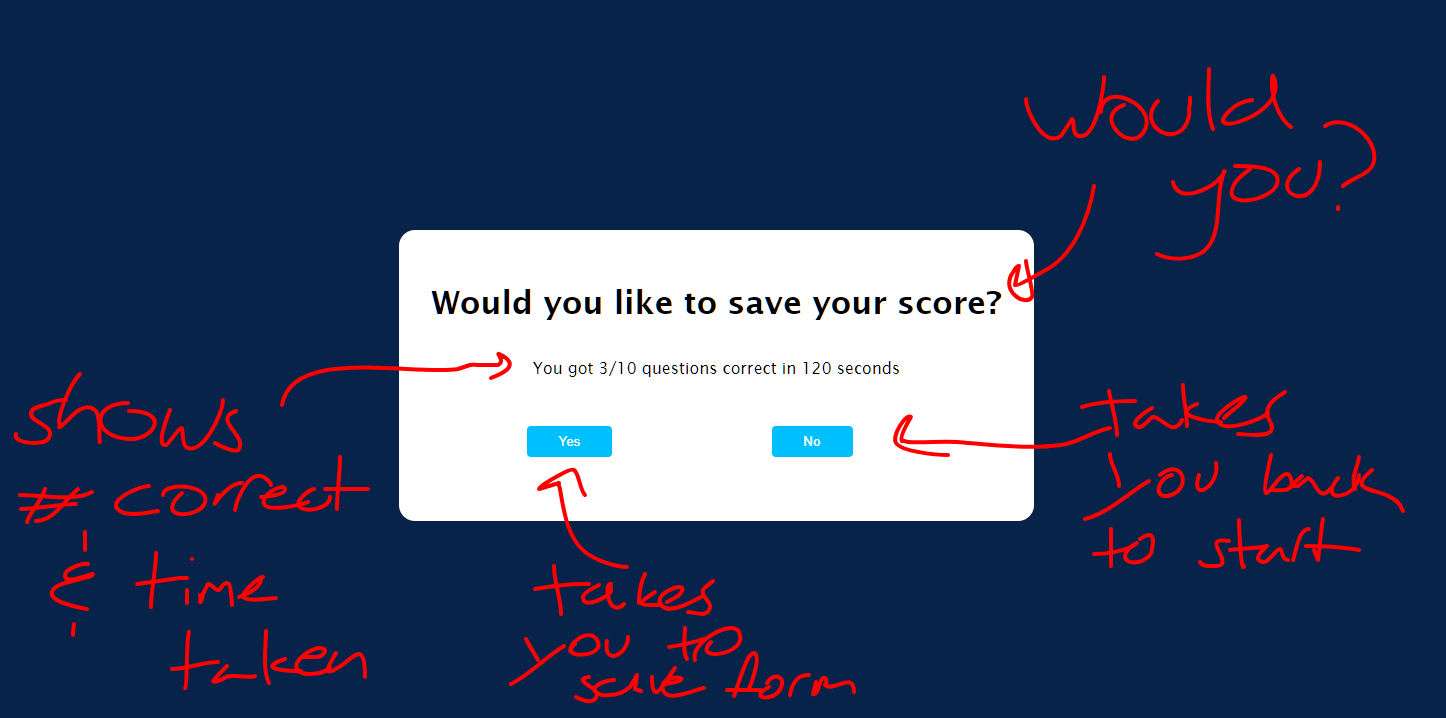 would
you?
Would you like to save your score?
You got 3/10 questions correct in 120 seconds
Yes
No
shows
# correct
& time
taken
takes
you to
save form
takes
you back
to start